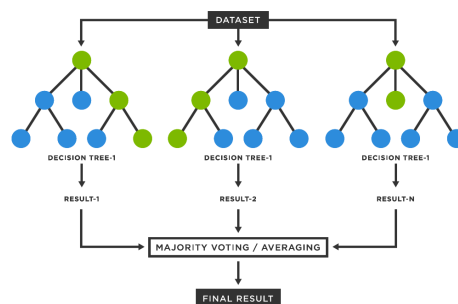 DATASET
DECISION TREE-1 DECISION TREE-1 DECISION TREE-1
RESULT-1 RESULT-2 RESULT-N
MAJORITY VOTING / AVERAGING
FINAL RESULT